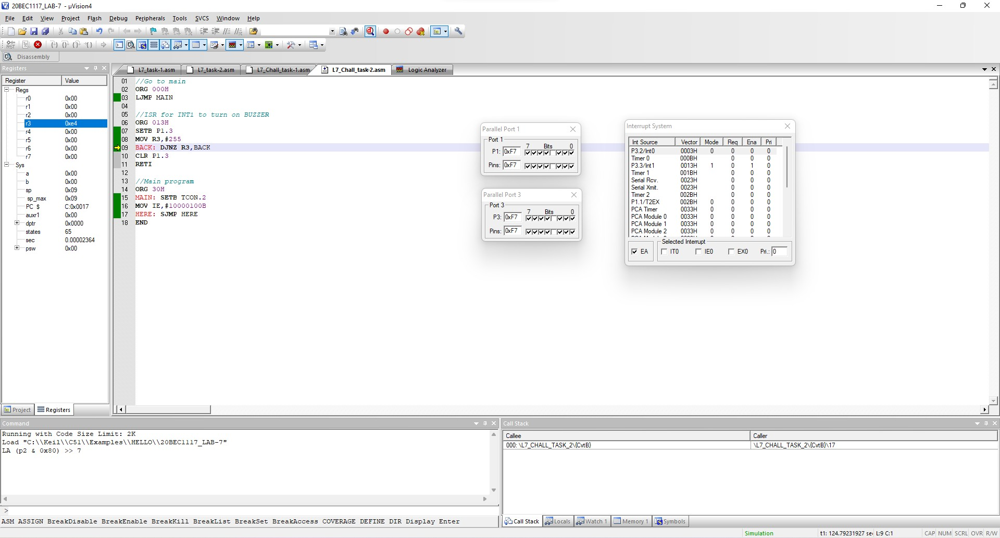 20BEC1117_LAB-7 - µVision4
File Edit View Project Flash Debug Peripherals Tools SVCS Window Help
Disassembly
Registers
Register Value
Regs
r0 0x00
r1 0x00
r2 0x00
r3 0xe4
r4 0x00
r5 0x00
r6 0x00
r7 0x00
Sys
a 0x00
b 0x00
sp 0x09
sp_max 0x09
PC $ C:0x0017
auxr1 0x00
dptr 0x0000
states 65
sec 0.00002364
psw 0x00
Project Registers
L7_task-1.asm L7_task-2.asm L7_Chall_task-1.asm L7_Chall_task-2.asm Logic Analyzer
01 //Go to main
02 ORG 000H
03 LJMP MAIN
04
05 //ISR for INT1 to turn on BUZZER
06 ORG 013H
07 SETB P1.3
08 MOV R3,#255
09 BACK: DJNZ R3,BACK
10 CLR P1.3
11 RETI
12
13 //Main program
14 ORG 30H
15 MAIN: SETB TCON.2
16 MOV IE,#10000100B
17 HERE: SJMP HERE
18 END
Parallel Port 1
Port 1
7 Bits 0
P1: 0xF7
Pins: 0xF7
Parallel Port 3
Port 3
7 Bits 0
P3: 0xF7
Pins: 0xF7
Interrupt System
Int Source Vector Mode Req Ena Pri
P3.2/Int0 0003H 0 0 0 0
Timer 0 000BH 0 0 0
P3.3/Int1 0013H 1 0 1 0
Timer 1 001BH 0 0 0
Serial Rcv. 0023H 0 0 0
Serial Xmit. 0023H 0 0 0
Timer 2 002BH 0 0 0
P1.1/T2EX 002BH 0 0 0 0
PCA Timer 0033H 0 0 0 0
PCA Module 0 0033H 0 0 0 0
PCA Module 1 0033H 0 0 0 0
PCA Module 2 0033H 0 0 0 0
Selected Interrupt
EA IT0 IE0 EX0 Pri.: 0
Command
Running with Code Size Limit: 2K
Load "C:\\Keil\\C51\\Examples\\HELLO\\20BEC1117_LAB-7"
LA (p2 & 0x80) >> 7
>
ASM ASSIGN BreakDisable BreakEnable BreakKill BreakList BreakSet BreakAccess COVERAGE DEFINE DIR Display Enter
Call Stack
Callee Caller
000: \L7_CHALL_TASK_2\{CvtB} \L7_CHALL_TASK_2\{CvtB}\17
Call Stack Locals Watch 1 Memory 1 Symbols
Simulation t1: 124.79231927 se L:9 C:1 CAP NUM SCRL OVR R/W